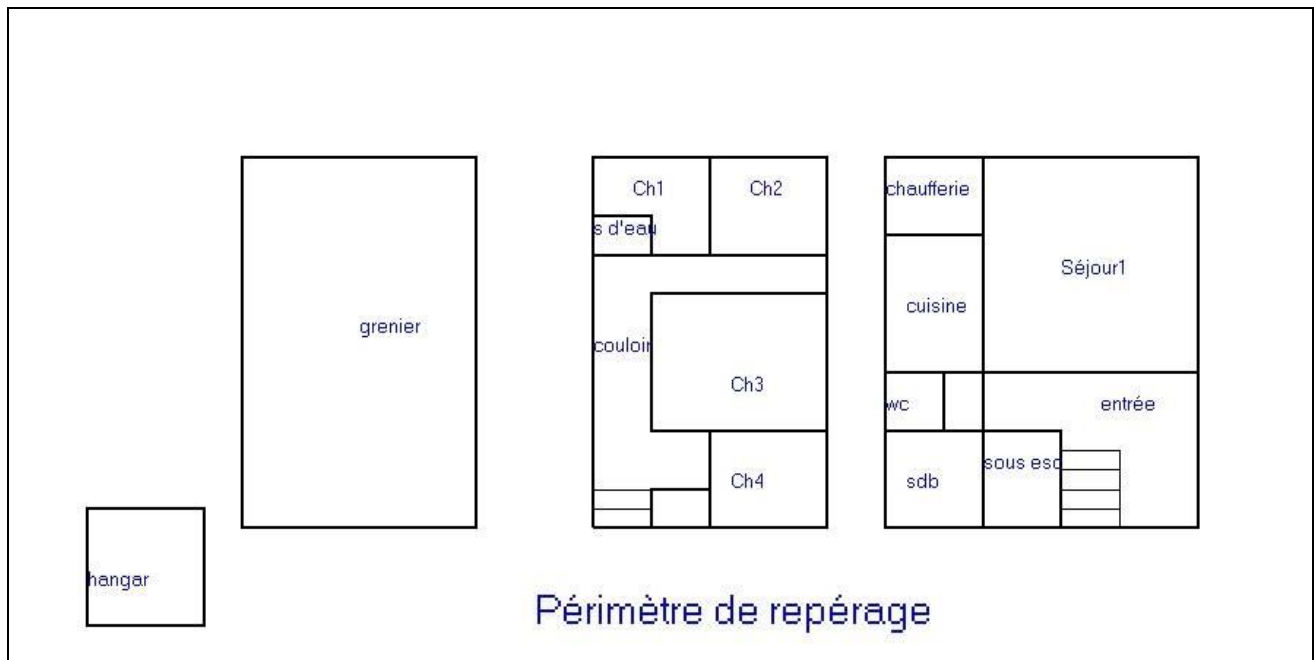 Ch1
Ch2
chaufferie
s d'eau
Séjour1
cuisine
grenier
couloir
Ch3
wc
entrée
sous esc
Ch4
sdb
hangar
Périmètre de repérage